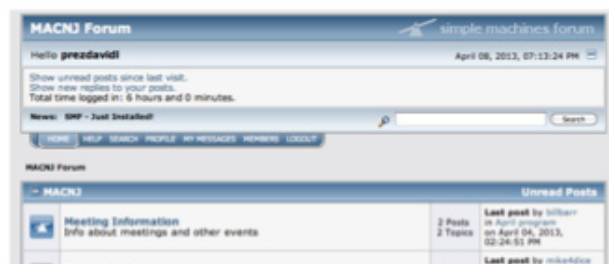 MACNJ Forum
simple machines forum
Hello prezdavidl
April 08, 2013, 07:13:24 PM
Show unread posts since last visit.
Show new replies to your posts.
Total time logged in: 6 hours and 0 minutes.
News: SMF - Just Installed!
Search
HOME HELP SEARCH PROFILE MY MESSAGES MEMBERS LOGOUT
MACNJ Forum
MACNJ
Unread Posts
Meeting Information
Info about meetings and other events
2 Posts
2 Topics
Last post by billbarr
in April program
on April 04, 2013,
02:24:51 PM
Last post by mike4dice